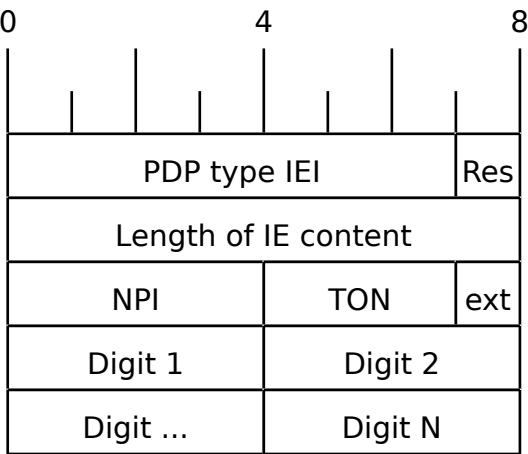 0 4 8
PDP type IEI Res
Length of IE content
NPI TON ext
Digit 1 Digit 2
Digit ... Digit N